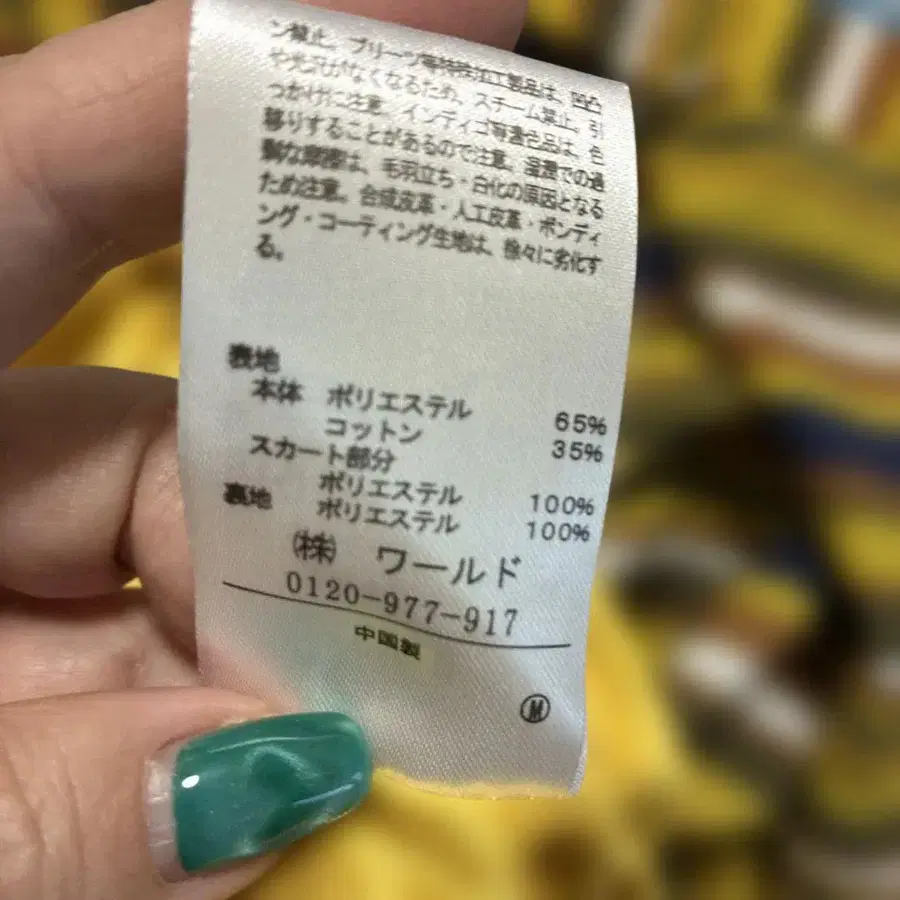 ン禁止。プリーツ等特殊加工製品は、凹凸
や光沢がなくなるため、スチーム禁止。引
っかけに注意。インディゴ等濃色品は、色
移りすることがあるので注意。湿潤での過
剰な摩擦は、毛羽立ち・白化の原因となる
ため注意。合成皮革・人工皮革・ボンディ
ング・コーティング生地は、徐々に劣化す
る。
表地
本体 ポリエステル 65%
コットン 35%
スカート部分
ポリエステル 100%
裏地 ポリエステル 100%
㈱ ワールド
0120-977-917
中国製
Ⓜ